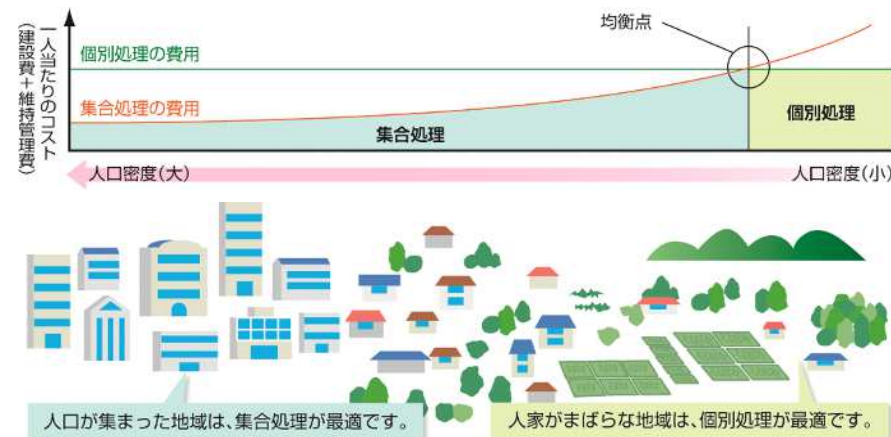 一人当たりのコスト
(建設費+維持管理費)
均衡点
個別処理の費用
集合処理の費用
集合処理
個別処理
人口密度(大)
人口密度(小)
人口が集まった地域は、集合処理が最適です。
人家がまばらな地域は、個別処理が最適です。